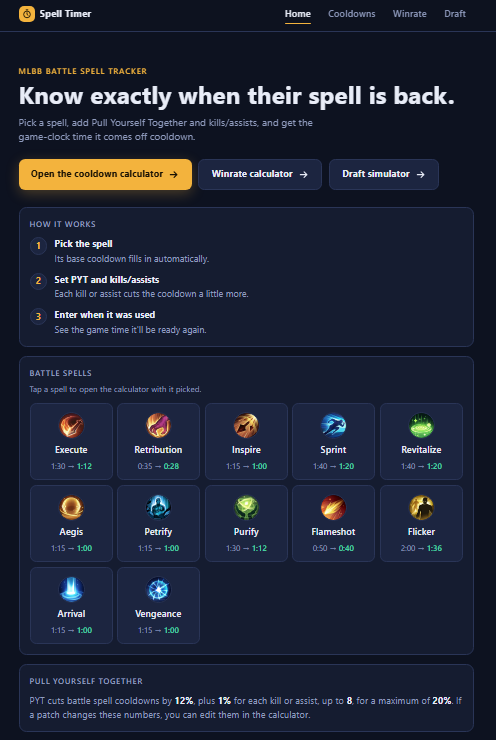 Spell Timer
Home Cooldowns Winrate Draft
MLBB BATTLE SPELL TRACKER
Know exactly when their spell is back.
Pick a spell, add Pull Yourself Together and kills/assists, and get the
game-clock time it comes off cooldown.
Open the cooldown calculator → Winrate calculator → Draft simulator →
HOW IT WORKS
1 Pick the spell
Its base cooldown fills in automatically.
2 Set PYT and kills/assists
Each kill or assist cuts the cooldown a little more.
3 Enter when it was used
See the game time it'll be ready again.
BATTLE SPELLS
Tap a spell to open the calculator with it picked.
Execute Retribution Inspire Sprint Revitalize
1:30 → 1:12 0:35 → 0:28 1:15 → 1:00 1:40 → 1:20 1:40 → 1:20
Aegis Petrify Purify Flameshot Flicker
1:15 → 1:00 1:15 → 1:00 1:30 → 1:12 0:50 → 0:40 2:00 → 1:36
Arrival Vengeance
1:15 → 1:00 1:15 → 1:00
PULL YOURSELF TOGETHER
PYT cuts battle spell cooldowns by 12%, plus 1% for each kill or assist, up to 8, for a maximum of 20%. If
a patch changes these numbers, you can edit them in the calculator.